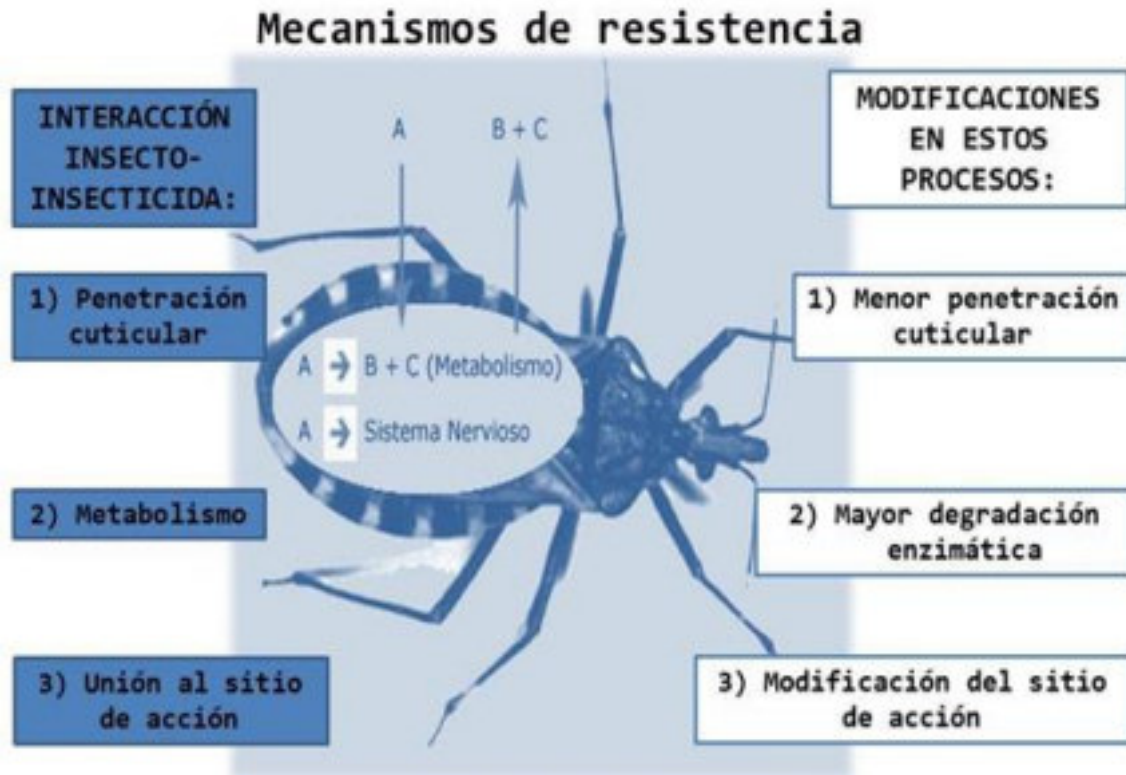 Mecanismos de resistencia
INTERACCIÓN
INSECTO-
INSECTICIDA:
1) Penetración
cuticular
2) Metabolismo
3) Unión al sitio
de acción
A
B + C
A → B + C (Metabolismo)
A → Sistema Nervioso
MODIFICACIONES
EN ESTOS
PROCESOS:
1) Menor penetración
cuticular
2) Mayor degradación
enzimática
3) Modificación del sitio
de acción